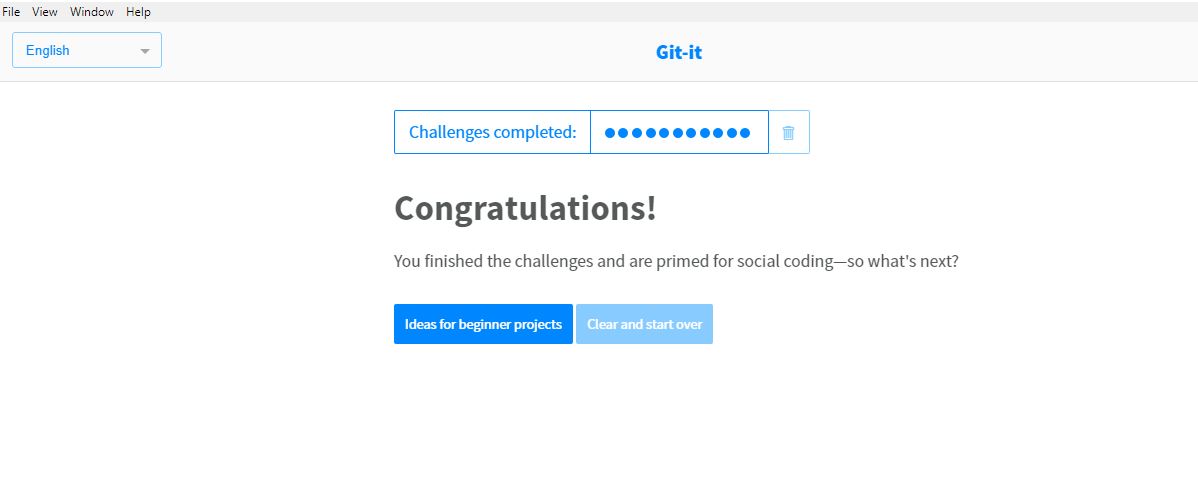 File View Window Help
English
Git-it
Challenges completed:
Congratulations!
You finished the challenges and are primed for social coding—so what's next?
Ideas for beginner projects Clear and start over